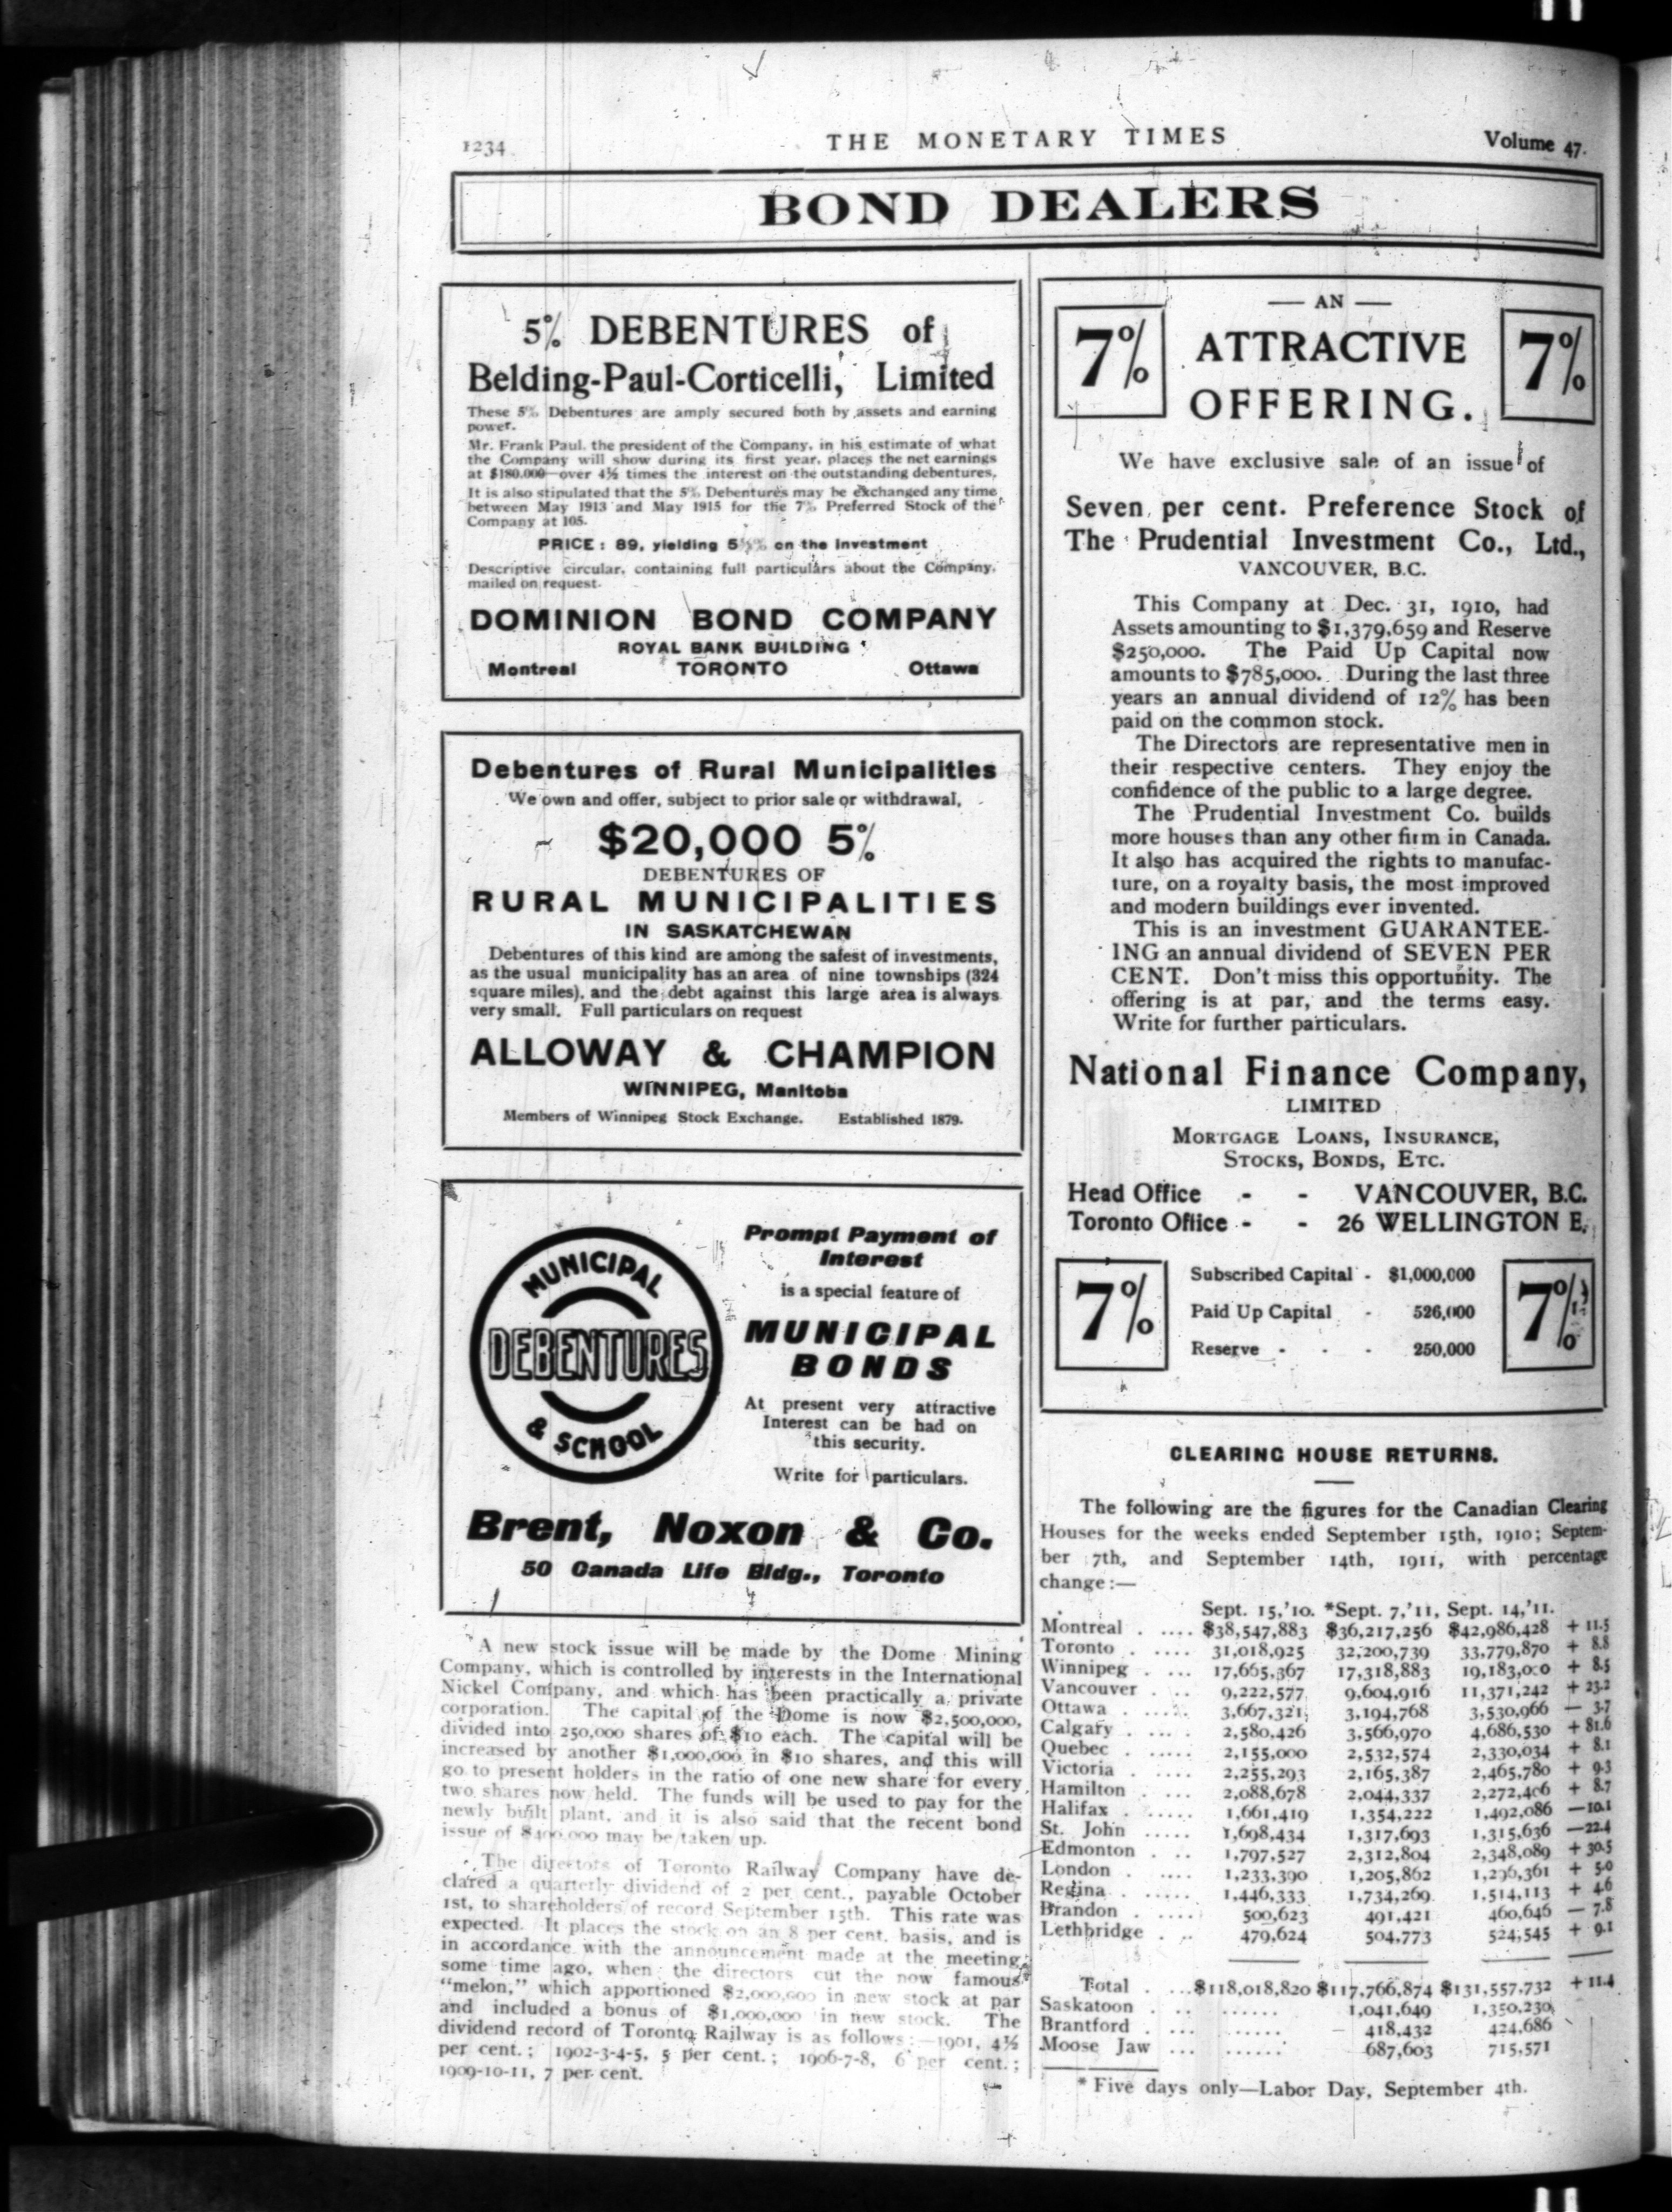 1234
THE MONETARY TIMES
Volume 47.
BOND DEALERS
5% DEBENTURES of
Belding-Paul-Corticelli, Limited
These 5% Debentures are amply secured both by assets and earning
power.
Mr. Frank Paul, the president of the Company, in his estimate of what
the Company will show during its first year, places the net earnings
at $180,000—over 4½ times the interest on the outstanding debentures.
It is also stipulated that the 5% Debentures may be exchanged any time
between May 1913 and May 1915 for the 7% Preferred Stock of the
Company at 105.
PRICE: 89, yielding on the Investment
Descriptive circular, containing full particulars about the Company,
mailed on request.
DOMINION BOND COMPANY
ROYAL BANK BUILDING
Montreal TORONTO Ottawa
Debentures of Rural Municipalities
We own and offer, subject to prior sale or withdrawal,
$20,000 5%
DEBENTURES OF
RURAL MUNICIPALITIES
IN SASKATCHEWAN
Debentures of this kind are among the safest of investments,
as the usual municipality has an area of nine townships (324
square miles), and the debt against this large area is always
very small. Full particulars on request
ALLOWAY & CHAMPION
WINNIPEG, Manitoba
Members of Winnipeg Stock Exchange. Established 1879.
MUNICIPAL
DEBENTURES
& SCHOOL
Prompt Payment of
Interest
is a special feature of
MUNICIPAL
BONDS
At present very attractive
Interest can be had on
this security.
Write for particulars.
Brent, Noxon & Co.
50 Canada Life Bldg., Toronto
A new stock issue will be made by the Dome Mining
Company, which is controlled by interests in the International
Nickel Company, and which has been practically a private
corporation. The capital of the Dome is now $2,500,000,
divided into 250,000 shares of $10 each. The capital will be
increased by another $1,000,000 in $10 shares, and this will
go to present holders in the ratio of one new share for every
two shares now held. The funds will be used to pay for the
newly built plant, and it is also said that the recent bond
issue of $400,000 may be taken up.
The directors of Toronto Railway Company have de-
clared a quarterly dividend of 2 per cent., payable October
1st, to shareholders of record September 15th. This rate was
expected. It places the stock on an 8 per cent. basis, and is
in accordance with the announcement made at the meeting
some time ago, when the directors cut the now famous
"melon," which apportioned $2,000,000 in new stock at par
and included a bonus of $1,000,000 in new stock. The
dividend record of Toronto Railway is as follows:—1901, 4½
per cent.; 1902-3-4-5, 5 per cent.; 1906-7-8, 6 per cent.;
1909-10-11, 7 per cent.
7%
— AN —
ATTRACTIVE
OFFERING.
7%
We have exclusive sale of an issue of
Seven per cent. Preference Stock of
The Prudential Investment Co., Ltd.,
VANCOUVER, B.C.
This Company at Dec. 31, 1910, had
Assets amounting to $1,379,659 and Reserve
$250,000. The Paid Up Capital now
amounts to $785,000. During the last three
years an annual dividend of 12% has been
paid on the common stock.
The Directors are representative men in
their respective centers. They enjoy the
confidence of the public to a large degree.
The Prudential Investment Co. builds
more houses than any other firm in Canada.
It also has acquired the rights to manufac-
ture, on a royalty basis, the most improved
and modern buildings ever invented.
This is an investment GUARANTEE-
ING an annual dividend of SEVEN PER
CENT. Don't miss this opportunity. The
offering is at par, and the terms easy.
Write for further particulars.
National Finance Company,
LIMITED
MORTGAGE LOANS, INSURANCE,
STOCKS, BONDS, ETC.
Head Office - - VANCOUVER, B.C.
Toronto Office - - 26 WELLINGTON E.
7%
Subscribed Capital - $1,000,000
Paid Up Capital - 526,000
Reserve - - - 250,000
7%
CLEARING HOUSE RETURNS.
The following are the figures for the Canadian Clearing
Houses for the weeks ended September 15th, 1910; Septem-
ber 7th, and September 14th, 1911, with percentage
change:—
Sept. 15,'10. *Sept. 7,'11, Sept. 14,'11.
Montreal . .... $38,547,883 $36,217,256 $42,986,428 + 11.5
Toronto . .... 31,018,925 32,200,739 33,779,870 + 8.8
Winnipeg . ... 17,665,367 17,318,883 19,183,000 + 8.5
Vancouver . ... 9,222,577 9,604,916 11,371,242 + 23.2
Ottawa . ..... 3,667,321 3,194,768 3,530,966 — 3.7
Calgary . .... 2,580,426 3,566,970 4,686,530 + 81.6
Quebec . ..... 2,155,000 2,532,574 2,330,034 + 8.1
Victoria . .... 2,255,293 2,165,387 2,465,780 + 9.3
Hamilton . ... 2,088,678 2,044,337 2,272,406 + 8.7
Halifax . ..... 1,661,419 1,354,222 1,492,086 —10.1
St. John ..... 1,698,434 1,317,693 1,315,636 —22.4
Edmonton . .. 1,797,527 2,312,804 2,348,089 + 30.5
London . .... 1,233,390 1,205,862 1,296,361 + 5.0
Regina . ..... 1,446,333 1,734,269 1,514,113 + 4.6
Brandon . .... 500,623 491,421 460,646 — 7.8
Lethbridge . .. 479,624 504,773 524,545 + 9.1
Total . ...$118,018,820 $117,766,874 $131,557,732 + 11.4
Saskatoon . .. ...... 1,041,649 1,350,230
Brantford . ... ...... 418,432 424,686
Moose Jaw ... ...... 687,603 715,571
* Five days only—Labor Day, September 4th.